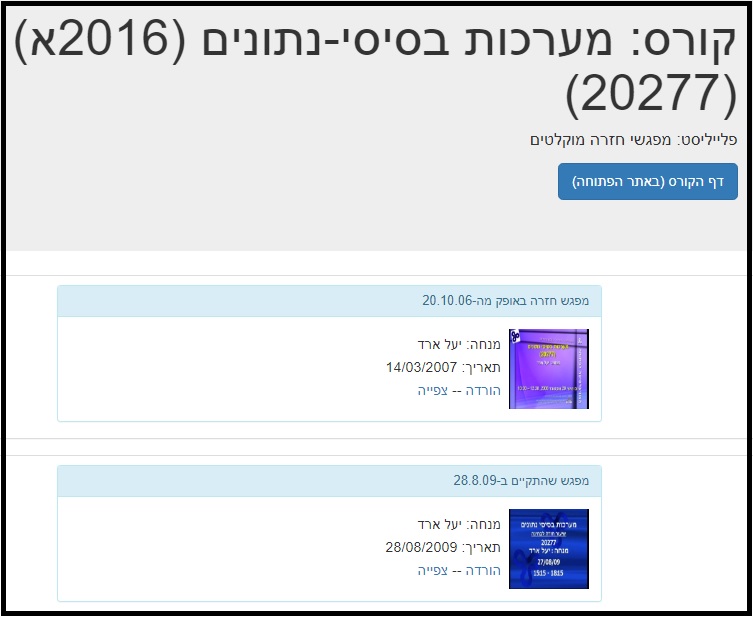 קורס: מערכות בסיסי-נתונים (2016א)
(20277)
פלייליסט: מפגשי חזרה מוקלטים
דף הקורס (באתר הפתוחה)
מפגש חזרה באופק מה-20.10.06
מנחה: יעל ארד
תאריך: 14/03/2007
הורדה -- צפייה
מפגש שהתקיים ב-28.8.09
מערכות בסיסי נתונים
20277
מנחה: יעל ארד
27/08/09
1515 - 1815
מנחה: יעל ארד
תאריך: 28/08/2009
הורדה -- צפייה